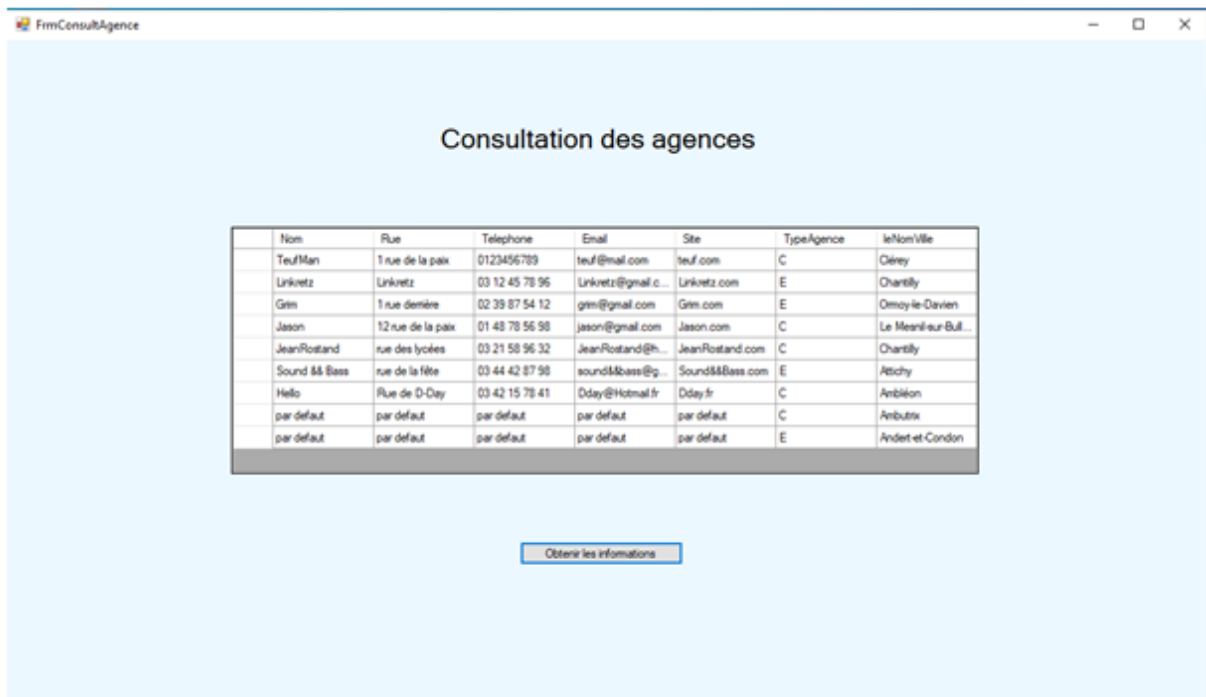 FrmConsultAgence
Consultation des agences
Nom Rue Telephone Email Site TypeAgence leNomVille
TeufMan 1 rue de la paix 0123456789 teuf@mail.com teuf.com C Clérey
Linkretz Linkretz 03 12 45 78 96 Linkretz@gmail.c... Linkretz.com E Chantilly
Grim 1 rue derrière 02 39 87 54 12 grim@gmail.com Grim.com E Ormoy-le-Davien
Jason 12 rue de la paix 01 48 78 56 98 jason@gmail.com Jason.com C Le Mesnil-sur-Bull...
JeanRostand rue des lycées 03 21 58 96 32 JeanRostand@h... JeanRostand.com C Chantilly
Sound && Bass rue de la fête 03 44 42 87 98 sound&&bass@g... Sound&&Bass.com E Attichy
Hello Rue de D-Day 03 42 15 78 41 Dday@Hotmail.fr Dday.fr C Ambléon
par defaut par defaut par defaut par defaut par defaut C Ambutrix
par defaut par defaut par defaut par defaut par defaut E Andert-et-Condon
Obtenir les informations